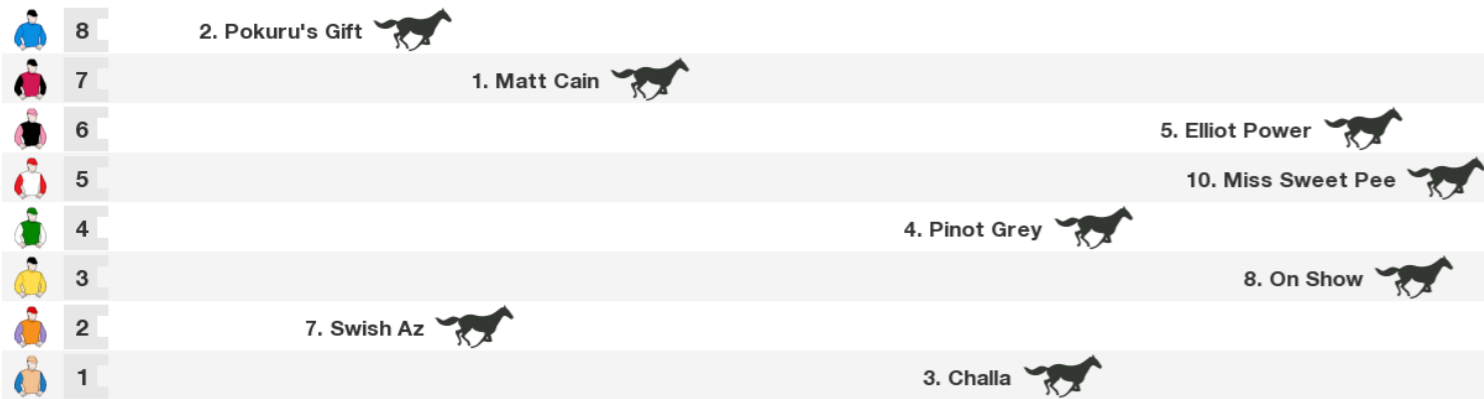 8 2. Pokuru's Gift
7 1. Matt Cain
6 5. Elliot Power
5 10. Miss Sweet Pee
4 4. Pinot Grey
3 8. On Show
2 7. Swish Az
1 3. Challa